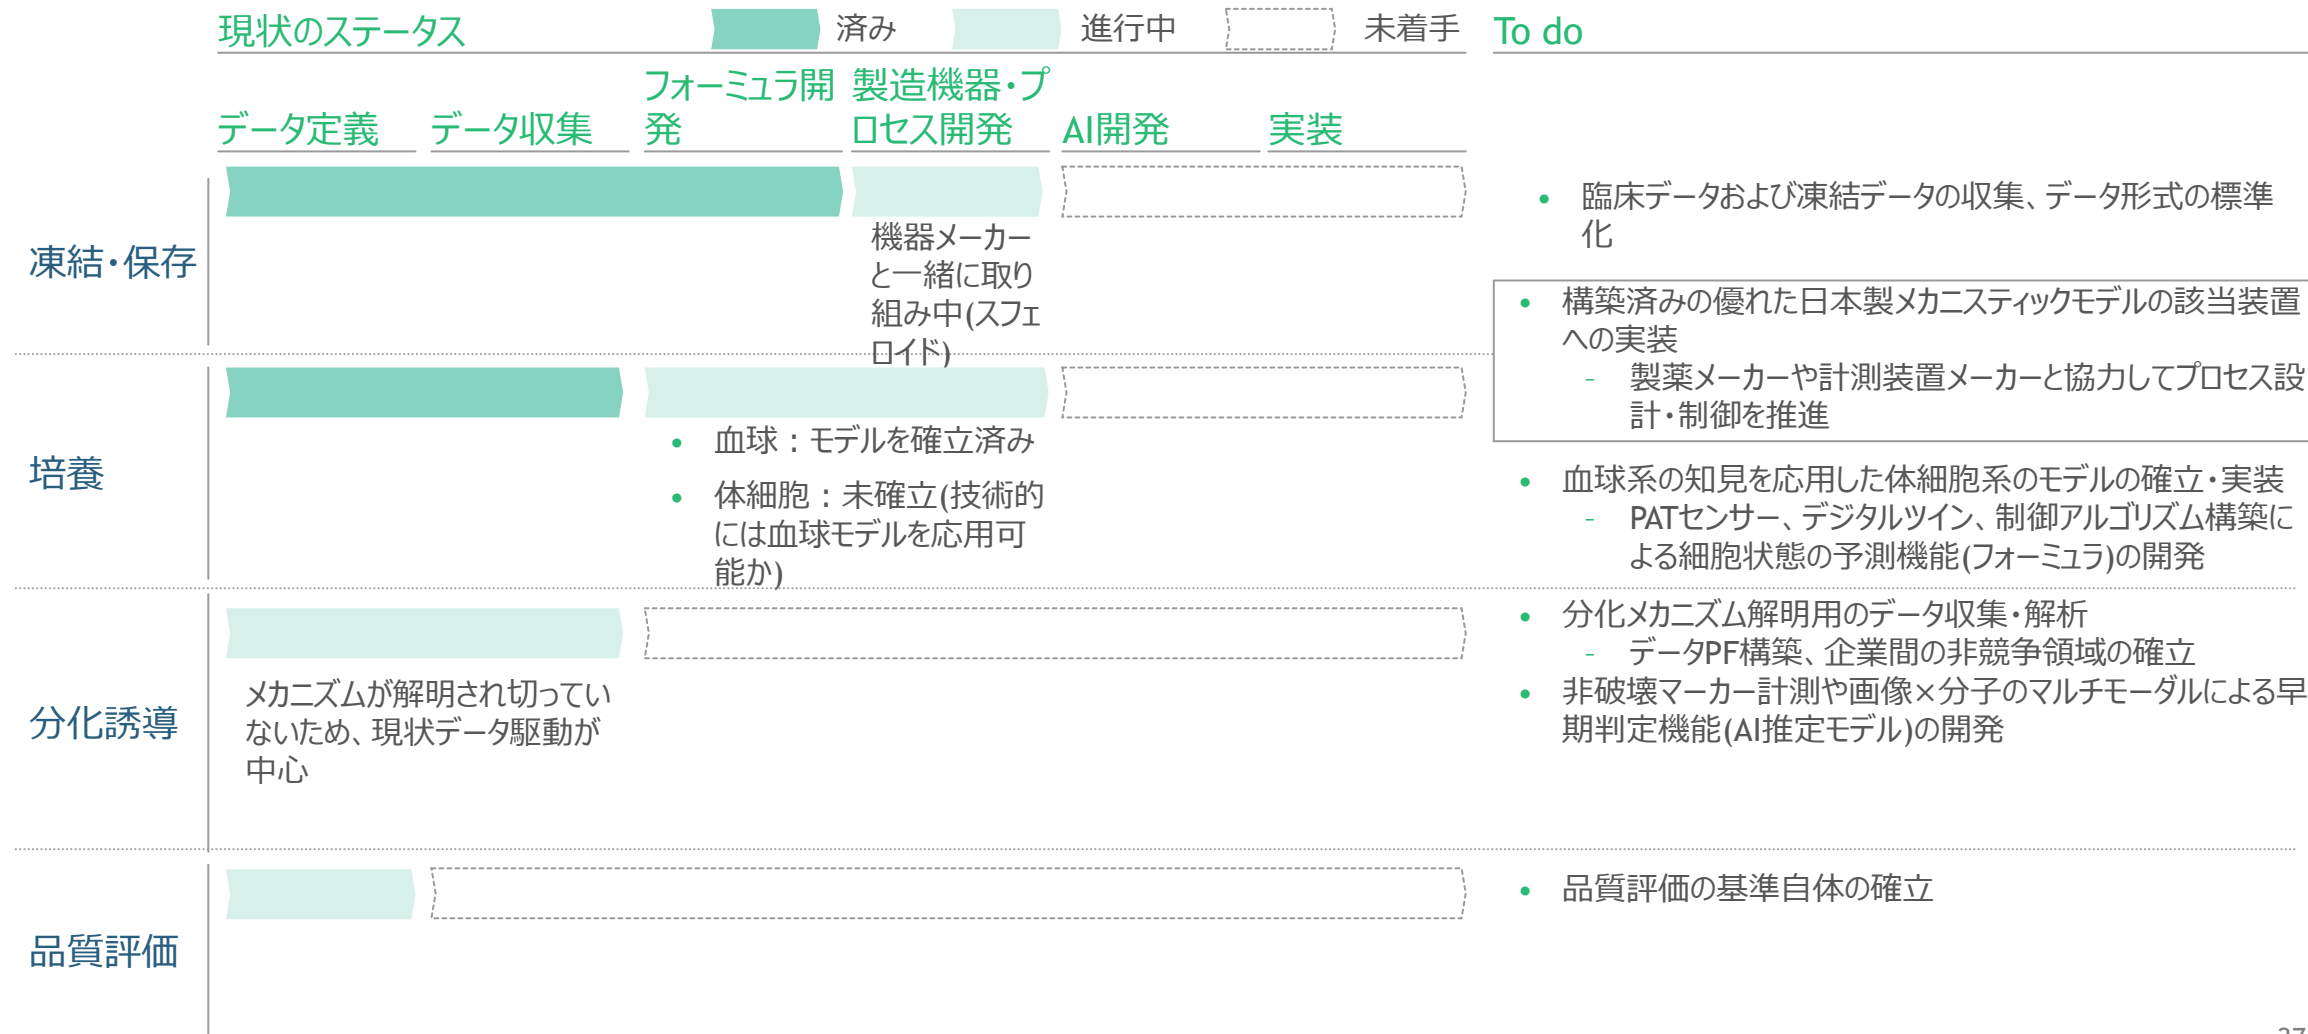 現状のステータス
済み
進行中
未着手
To do
データ定義
データ収集
フォーミュラ開
発
製造機器・プ
ロセス開発
AI開発
実装
凍結・保存
機器メーカー
と一緒に取り
組み中(スフェ
ロイド)
• 臨床データおよび凍結データの収集、データ形式の標準
化
• 構築済みの優れた日本製メカニスティックモデルの該当装置
への実装
- 製薬メーカーや計測装置メーカーと協力してプロセス設
計・制御を推進
培養
• 血球：モデルを確立済み
• 体細胞：未確立(技術的
には血球モデルを応用可
能か)
• 血球系の知見を応用した体細胞系のモデルの確立・実装
- PATセンサー、デジタルツイン、制御アルゴリズム構築に
よる細胞状態の予測機能(フォーミュラ)の開発
分化誘導
メカニズムが解明され切ってい
ないため、現状データ駆動が
中心
• 分化メカニズム解明用のデータ収集・解析
- データPF構築、企業間の非競争領域の確立
• 非破壊マーカー計測や画像×分子のマルチモーダルによる早
期判定機能(AI推定モデル)の開発
品質評価
• 品質評価の基準自体の確立